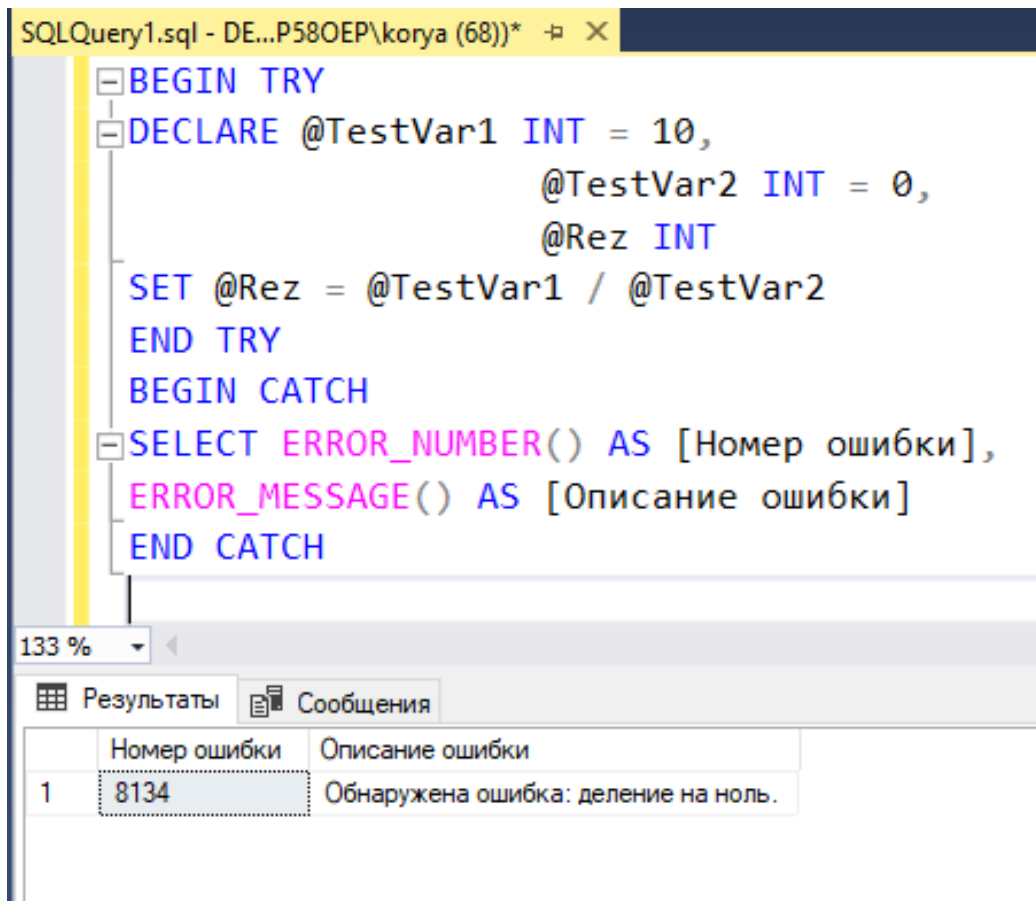 SQLQuery1.sql - DE...P58OEP\korya (68))*
BEGIN TRY
DECLARE @TestVar1 INT = 10,
@TestVar2 INT = 0,
@Rez INT
SET @Rez = @TestVar1 / @TestVar2
END TRY
BEGIN CATCH
SELECT ERROR_NUMBER() AS [Номер ошибки],
ERROR_MESSAGE() AS [Описание ошибки]
END CATCH
133 %
Результаты Сообщения
Номер ошибки Описание ошибки
1 8134 Обнаружена ошибка: деление на ноль.